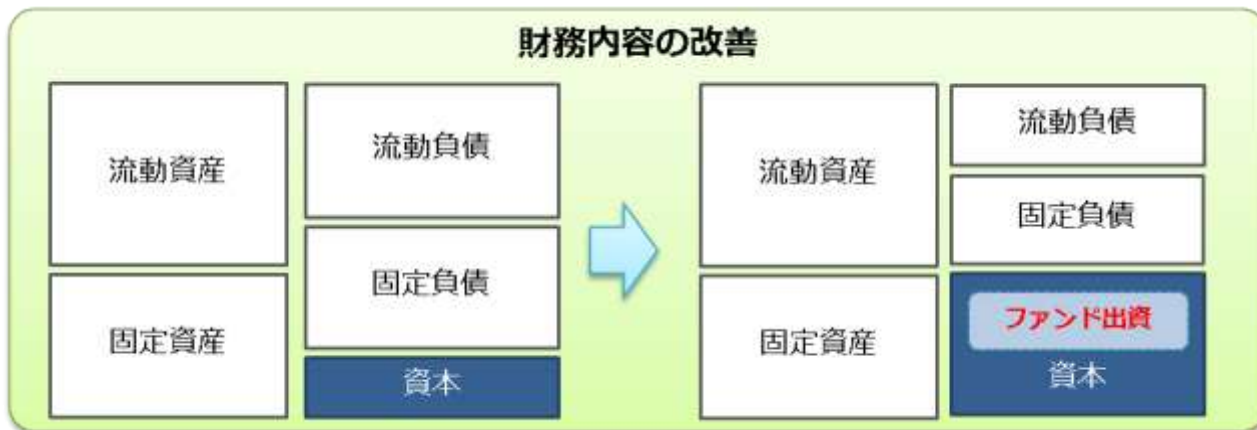 財務内容の改善
流動資産
固定資産
流動負債
固定負債
資本
流動資産
固定資産
流動負債
固定負債
ファンド出資
資本